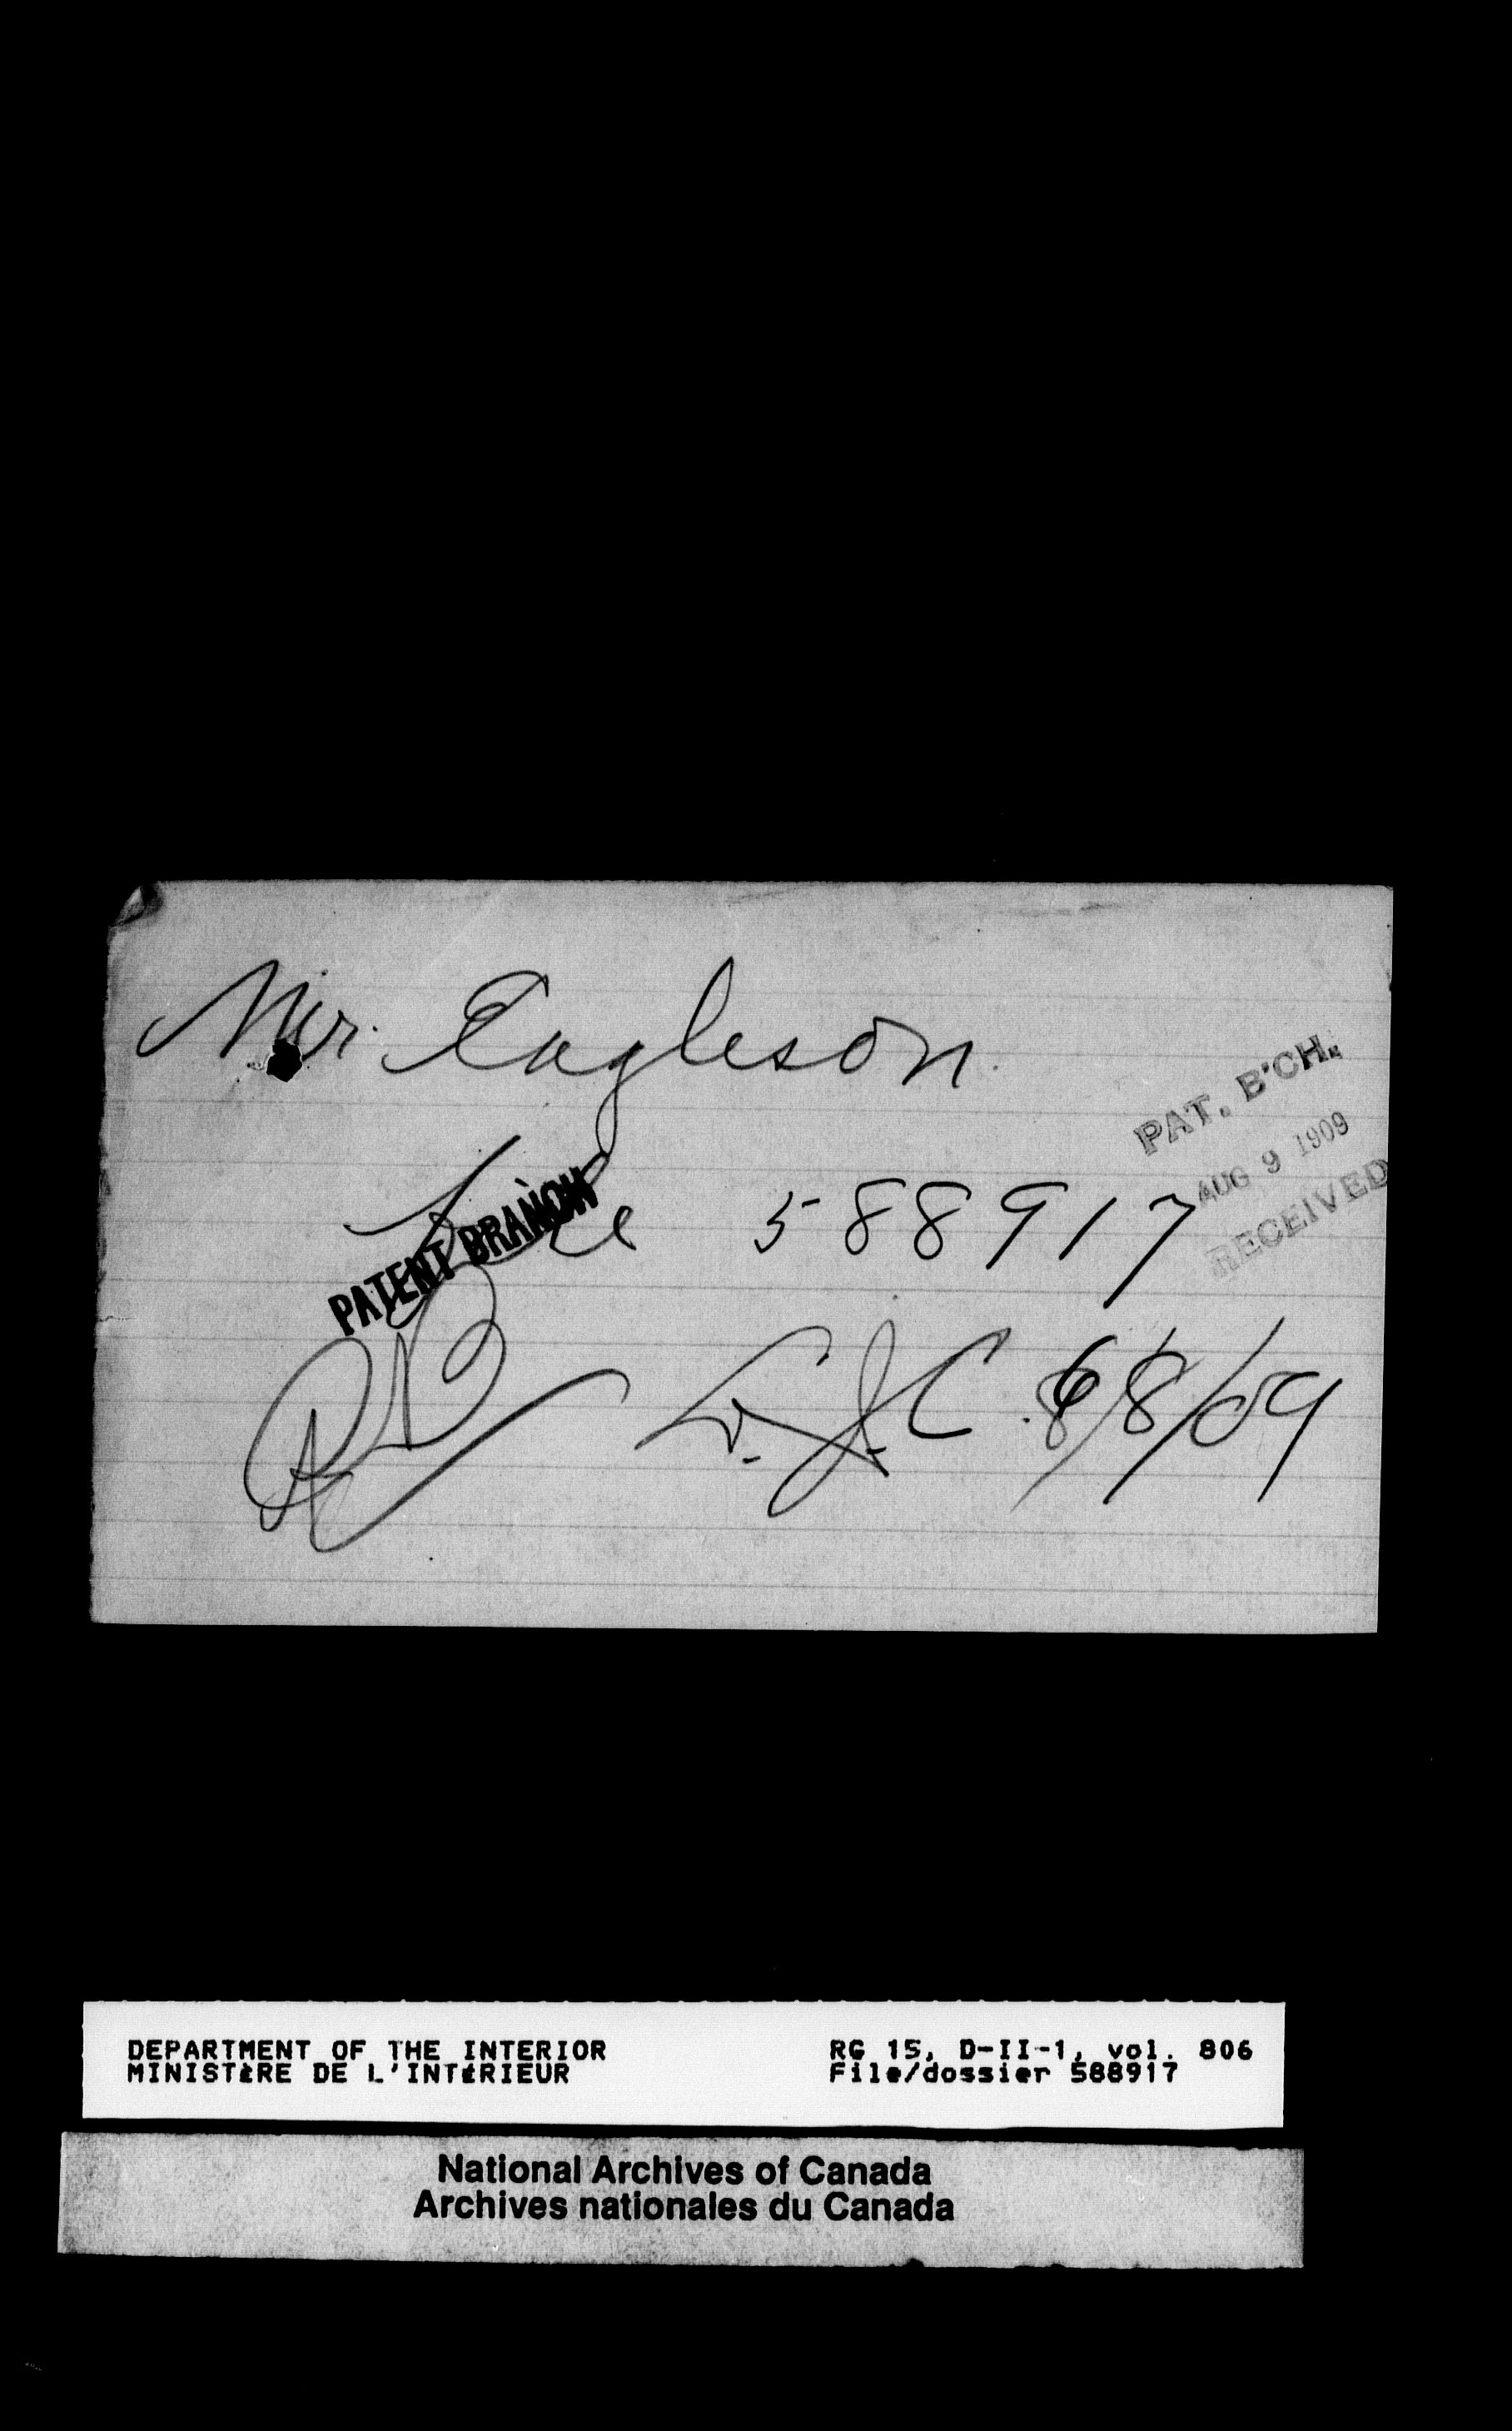 Mr. Eagleson
PAT. B'CH.
AUG 9 1909
RECEIVED
File 588917
PATENT BRANCH
8/8/09
DEPARTMENT OF THE INTERIOR
MINISTÈRE DE L'INTÉRIEUR
RG 15, D-II-1, vol. 806
File/dossier 588917
National Archives of Canada
Archives nationales du Canada